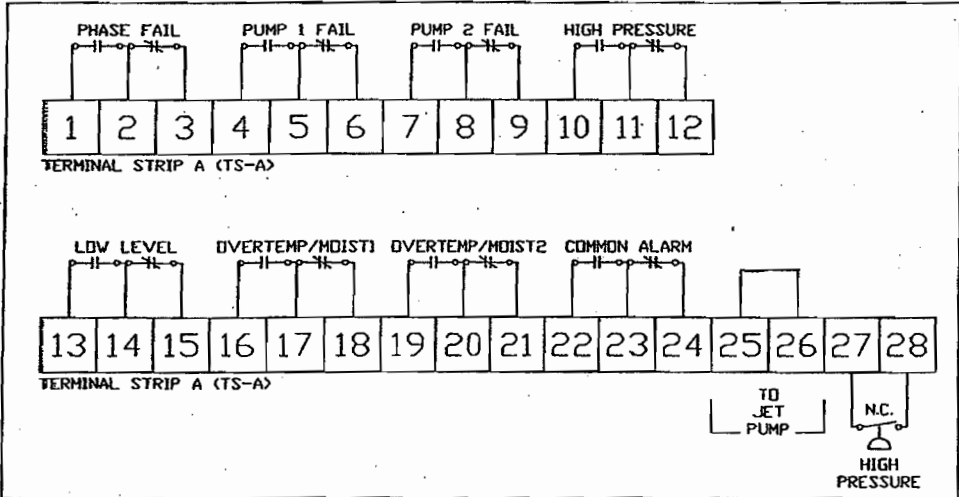 PHASE FAIL PUMP 1 FAIL PUMP 2 FAIL HIGH PRESSURE
1 2 3 4 5 6 7 8 9 10 11 12
TERMINAL STRIP A (TS-A)
LOW LEVEL OVERTEMP/MOIST1 OVERTEMP/MOIST2 COMMON ALARM
13 14 15 16 17 18 19 20 21 22 23 24 25 26 27 28
TERMINAL STRIP A (TS-A)
TO
JET
PUMP
N.C.
HIGH
PRESSURE